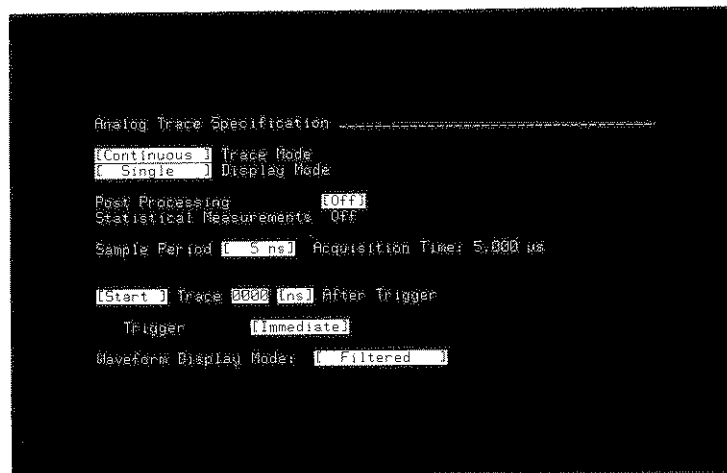 Analog Trace Specification
[Continuous ] Trace Mode
[ Single ] Display Mode
Post Processing [Off]
Statistical Measurements Off
Sample Period [ 5 ns] Acquisition Time: 5.000 µs
[Start ] Trace 0000 [ns] After Trigger
Trigger [Immediate]
Waveform Display Mode: [ Filtered ]